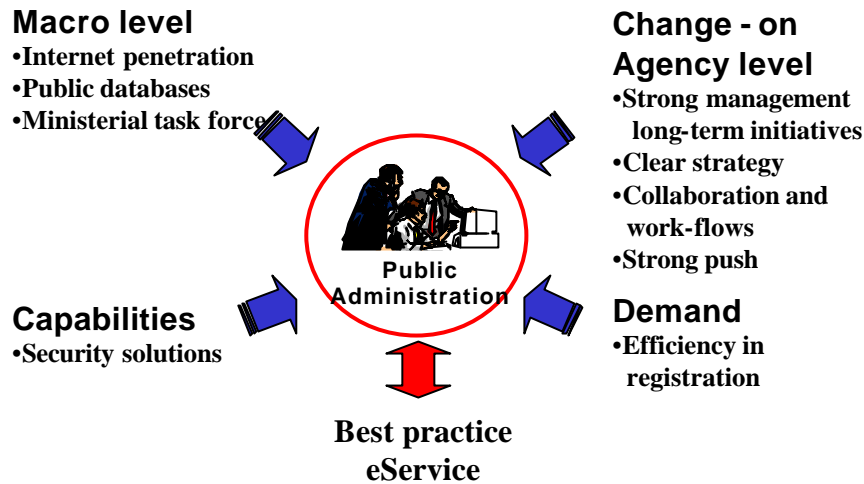 Macro level
•Internet penetration
•Public databases
•Ministerial task force
Change - on
Agency level
•Strong management
long-term initiatives
•Clear strategy
•Collaboration and
work-flows
•Strong push
Public
Administration
Capabilities
•Security solutions
Demand
•Efficiency in
registration
Best practice
eService